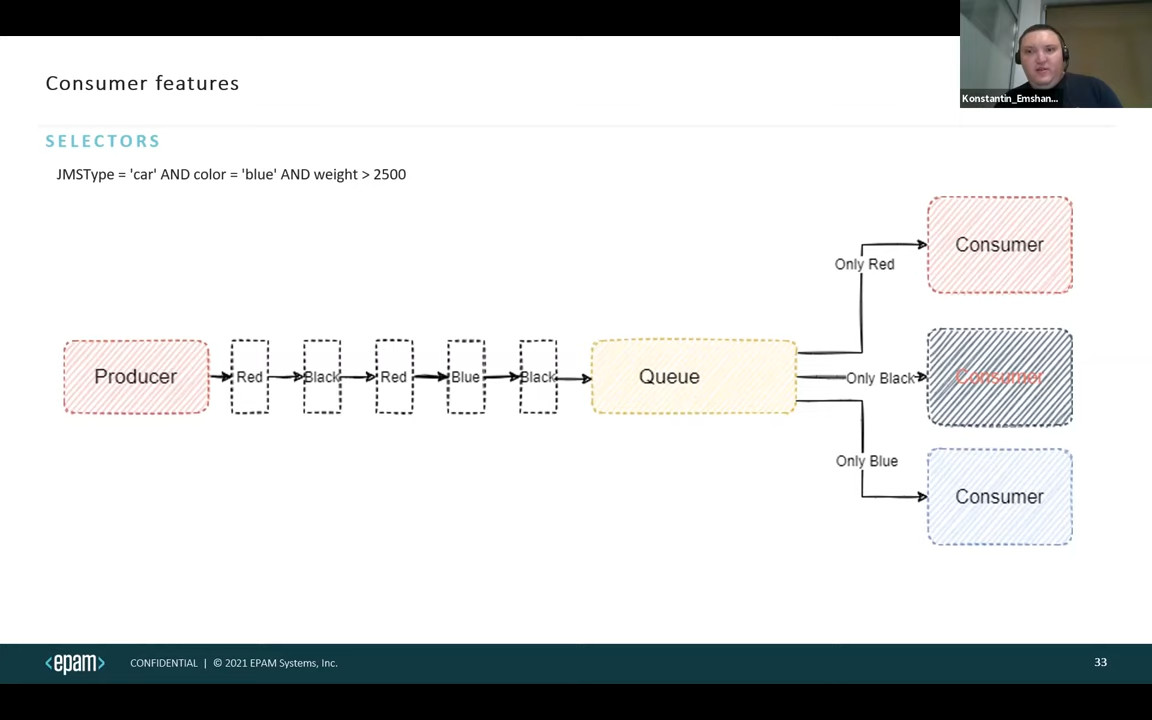 Consumer features
Konstantin_Emshan...
SELECTORS
JMSType = 'car' AND color = 'blue' AND weight > 2500
Consumer
Only Red
Producer
Red
Black
Red
Blue
Black
Queue
Only Black
Consumer
Only Blue
Consumer
<epam>
CONFIDENTIAL | © 2021 EPAM Systems, Inc.
33